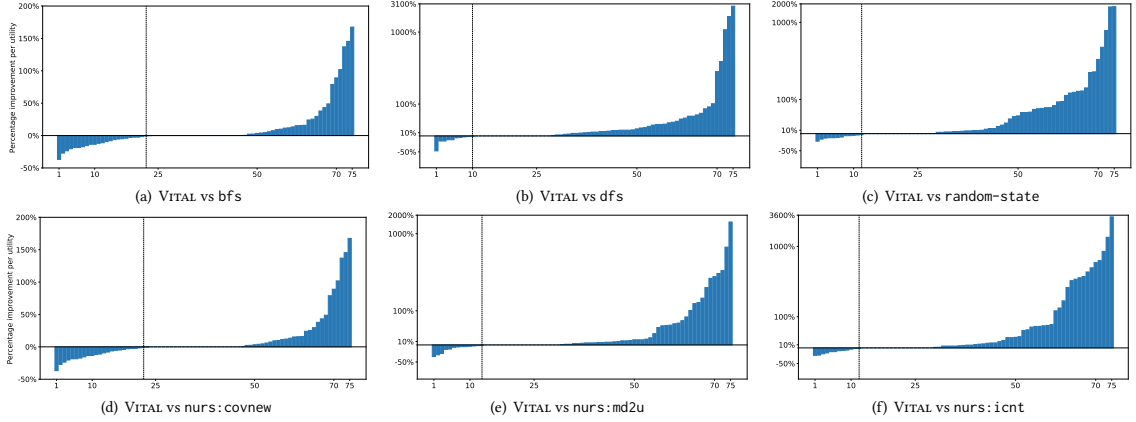 Percentage improvement per utility
200%
150%
100%
50%
0%
-50%
1 10 25 50 70 75
(a) VITAL vs bfs
3100%
1000%
100%
10%
-50%
1 10 25 50 70 75
(b) VITAL vs dfs
2000%
1000%
100%
10%
-50%
1 10 25 50 70 75
(c) VITAL vs random-state
Percentage improvement per utility
200%
150%
100%
50%
0%
-50%
1 10 25 50 70 75
(d) VITAL vs nurs:covnew
2000%
1000%
100%
10%
-50%
1 10 25 50 70 75
(e) VITAL vs nurs:md2u
3600%
1000%
100%
10%
-50%
1 10 25 50 70 75
(f) VITAL vs nurs:icnt